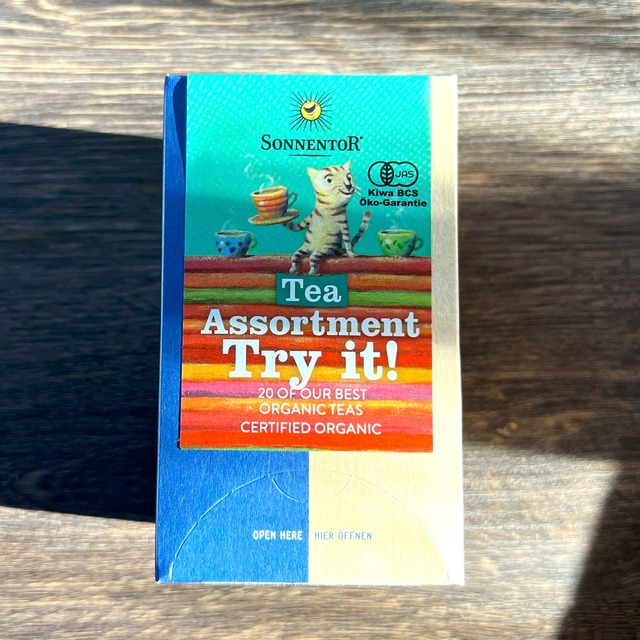 SONNENTOR®
JAS
Kiwa BCS
Öko-Garantie
Tea
Assortment
Try it!
20 OF OUR BEST
ORGANIC TEAS
CERTIFIED ORGANIC
OPEN HERE HIER ÖFFNEN